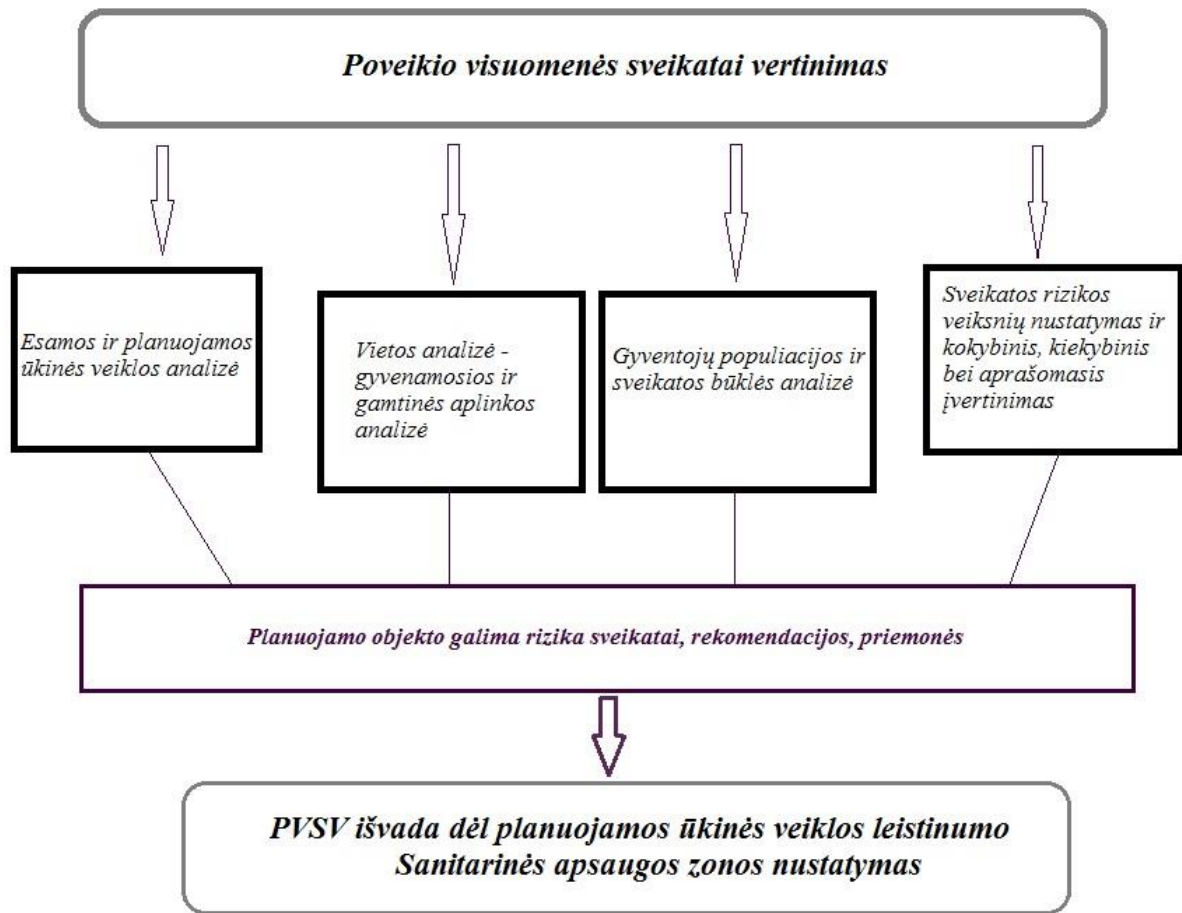 Poveikio visuomenės sveikatai vertinimas
Esamos ir planuojamos
ūkinės veiklos analizė
Vietos analizė -
gyvenamosios ir
gamtinės aplinkos
analizė
Gyventojų populiacijos ir
sveikatos būklės analizė
Sveikatos rizikos
veiksnių nustatymas ir
kokybinis, kiekybinis
bei aprašomasis
įvertinimas
Planuojamo objekto galima rizika sveikatai, rekomendacijos, priemonės
PVSV išvada dėl planuojamos ūkinės veiklos leistinumo
Sanitarinės apsaugos zonos nustatymas